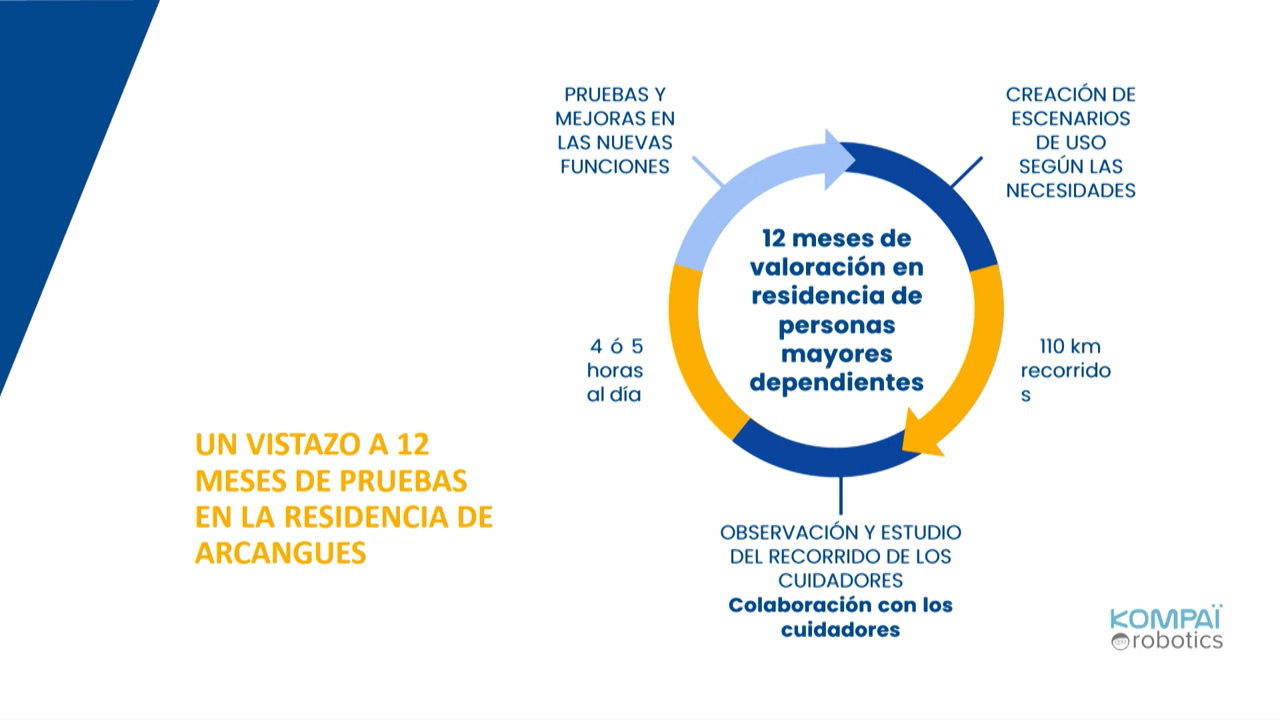 PRUEBAS Y
MEJORAS EN
LAS NUEVAS
FUNCIONES
CREACIÓN DE
ESCENARIOS
DE USO
SEGÚN LAS
NECESIDADES
12 meses de
valoración en
residencia de
personas
mayores
dependientes
4 ó 5
horas
al día
110 km
recorrido
s
UN VISTAZO A 12
MESES DE PRUEBAS
EN LA RESIDENCIA DE
ARCANGUES
OBSERVACIÓN Y ESTUDIO
DEL RECORRIDO DE LOS
CUIDADORES
Colaboración con los
cuidadores
KOMPAÏ
robotics